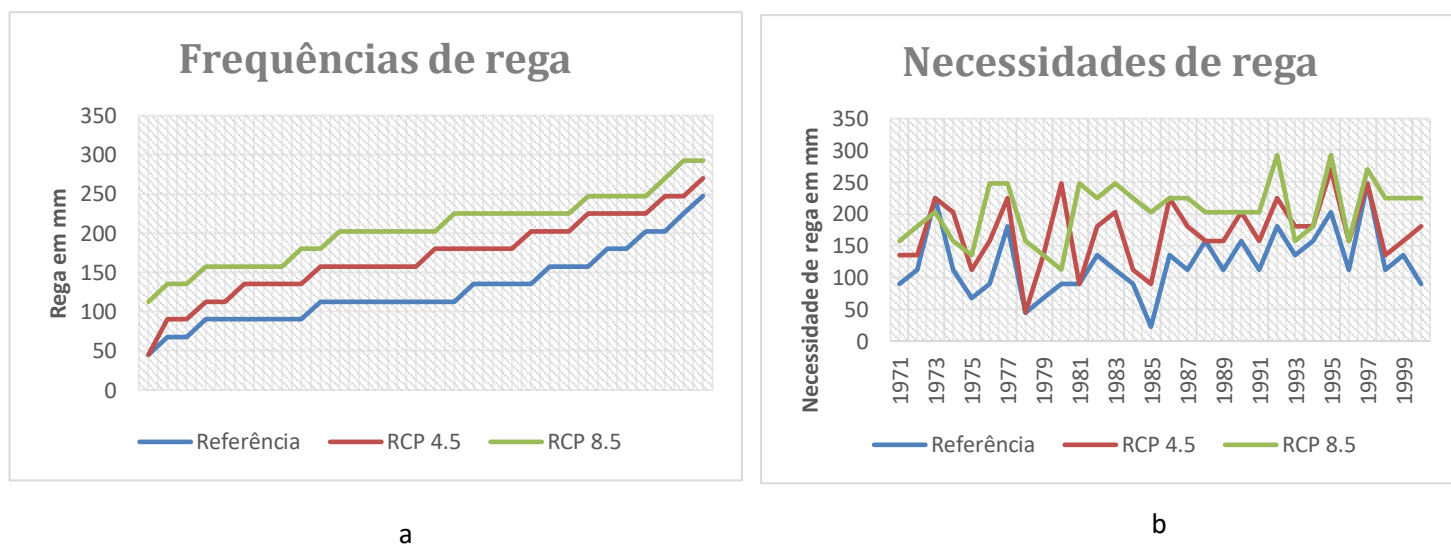 Frequências de rega
Rega em mm
350
300
250
200
150
100
50
0
Referência RCP 4.5 RCP 8.5
a
Necessidades de rega
Necessidade de rega em mm
350
300
250
200
150
100
50
0
1971 1973 1975 1977 1979 1981 1983 1985 1987 1989 1991 1993 1995 1997 1999
Referência RCP 4.5 RCP 8.5
b